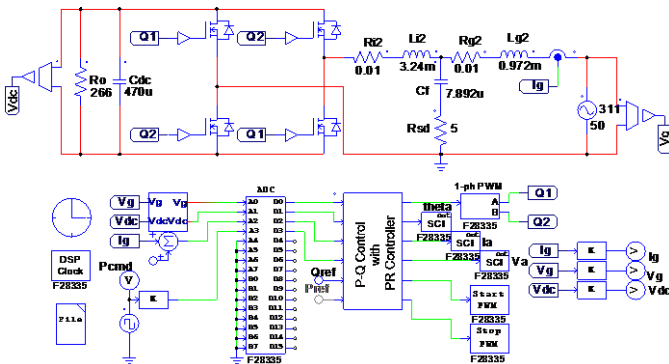 Q1
Q2
Ri2
0.01
Li2
3.24m
Rg2
0.01
Lg2
0.972m
Ig
Vdc
Ro
266
Cdc
470u
Cf
7.892u
Rsd
5
Q2
Q1
311
50
ADC
1-ph PWM
A
B
F28335
Q1
Q2
Vg
Vdc
Ig
Vg
Vdc
Vg
Vdc
A0
A1
A2
A3
A4
A5
A6
A7
B0
B1
B2
B3
B4
B5
B6
B7
D0
D1
D2
D3
D4
D5
D6
D7
D8
D9
D10
D11
D12
D13
D14
D15
F28335
P-Q Control
with
PR Controller
theta
SCI
F28335
Ia
SCI
F28335
Va
SCI
Qref
Pref
DSP
Clock
F28335
Pcmd
V
K
File
Start
PWM
F28335
Stop
PWM
F28335
Ig
K
V
Ig
Vg
K
V
Vg
Vdc
K
V
Vdc